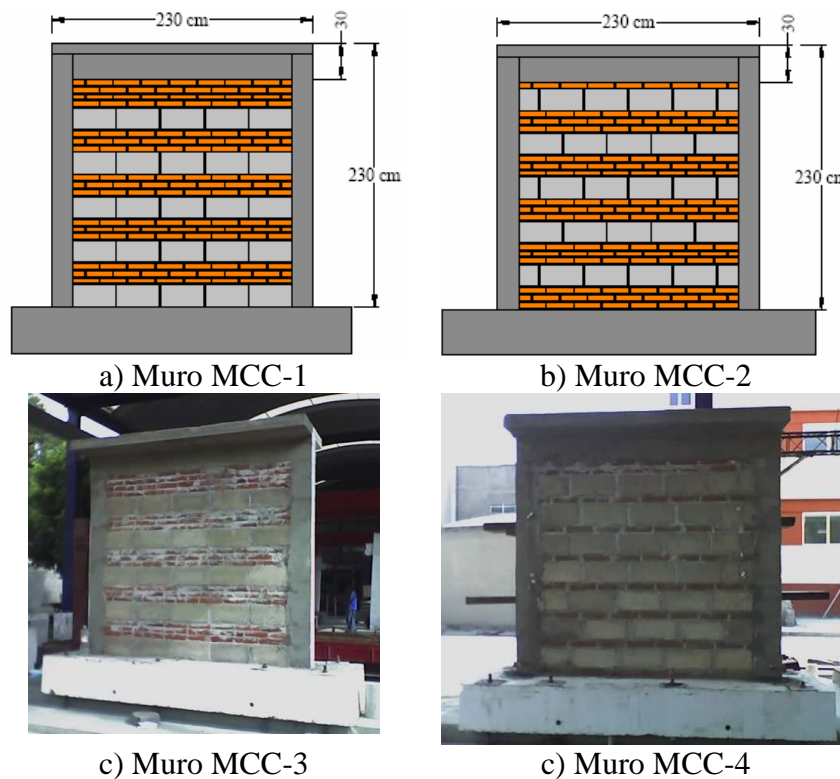 230 cm
30
230 cm
a) Muro MCC-1
230 cm
30
230 cm
b) Muro MCC-2
c) Muro MCC-3
c) Muro MCC-4